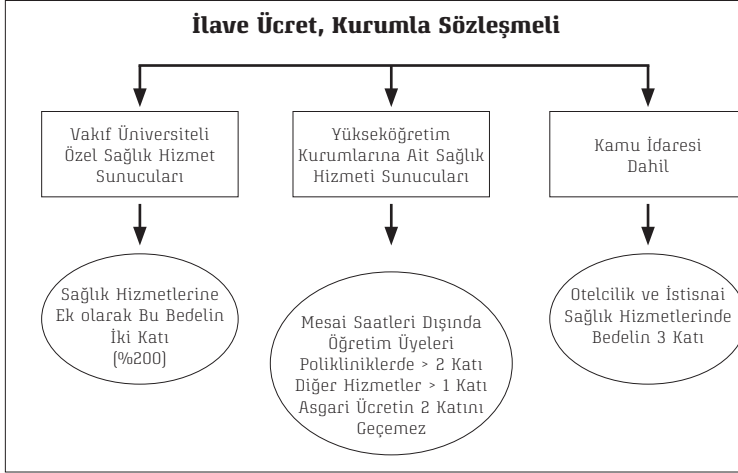 İlave Ücret, Kurumla Sözleşmeli
Vakıf Üniversiteli
Özel Sağlık Hizmet
Sunucuları
Yükseköğretim
Kurumlarına Ait Sağlık
Hizmeti Sunucuları
Kamu İdaresi
Dahil
Sağlık Hizmetlerine
Ek olarak Bu Bedelin
İki Katı
(%200)
Mesai Saatleri Dışında
Öğretim Üyeleri
Polikliniklerde > 2 Katı
Diğer Hizmetler > 1 Katı
Asgari Ücretin 2 Katını
Geçemez
Otelcilik ve İstisnai
Sağlık Hizmetlerinde
Bedelin 3 Katı